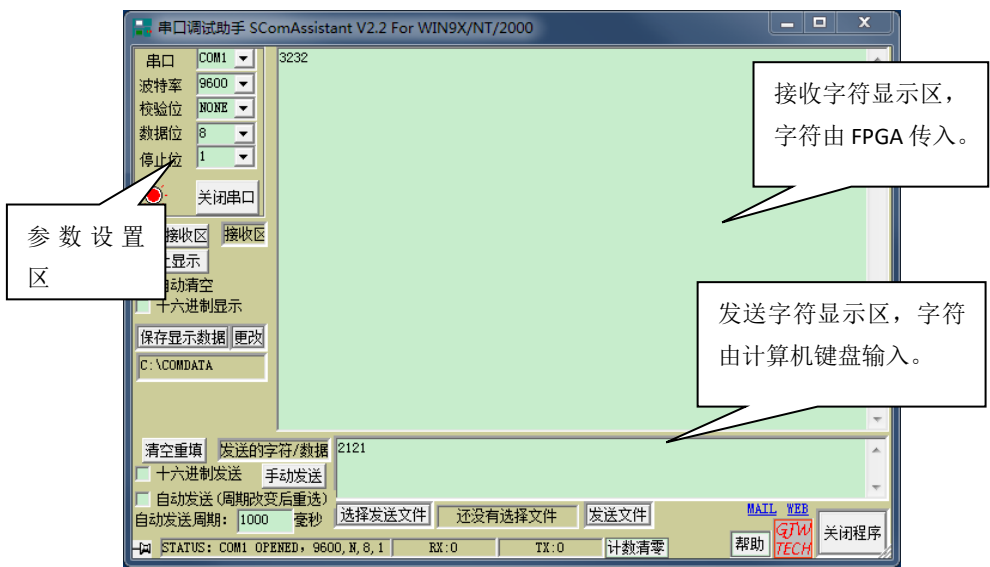 串口调试助手 SComAssistant V2.2 For WIN9X/NT/2000
串口 COM1
波特率 9600
校验位 NONE
数据位 8
停止位 1
关闭串口
接收区 接收区
显示
自动清空
十六进制显示
保存显示数据 更改
C:\COMDATA
3232
接收字符显示区，
字符由 FPGA 传入。
参数设置
区
发送字符显示区，字符
由计算机键盘输入。
清空重填 发送的字符/数据 2121
十六进制发送 手动发送
自动发送(周期改变后重选)
自动发送周期: 1000 毫秒 选择发送文件 还没有选择文件 发送文件
MAIL WEB
GJW
TECH
帮助 关闭程序
STATUS: COM1 OPENED, 9600,N,8,1 RX:0 TX:0 计数清零